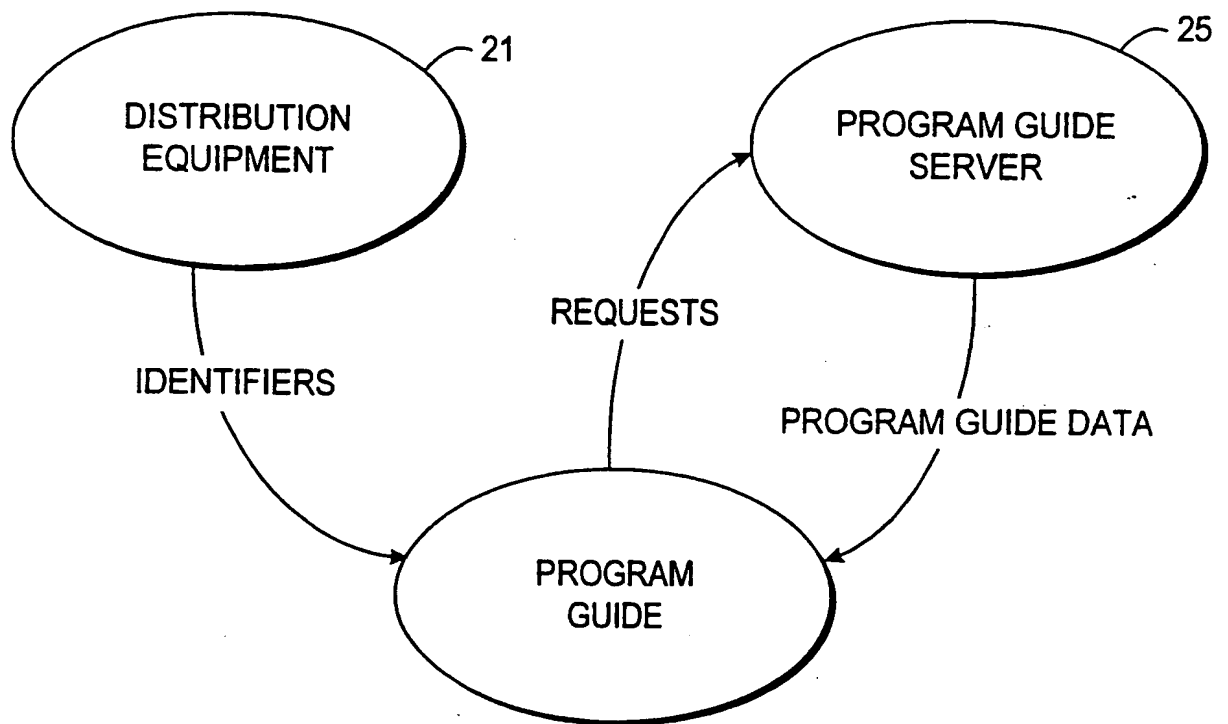 21
DISTRIBUTION
EQUIPMENT
25
PROGRAM GUIDE
SERVER
REQUESTS
IDENTIFIERS
PROGRAM GUIDE DATA
PROGRAM
GUIDE